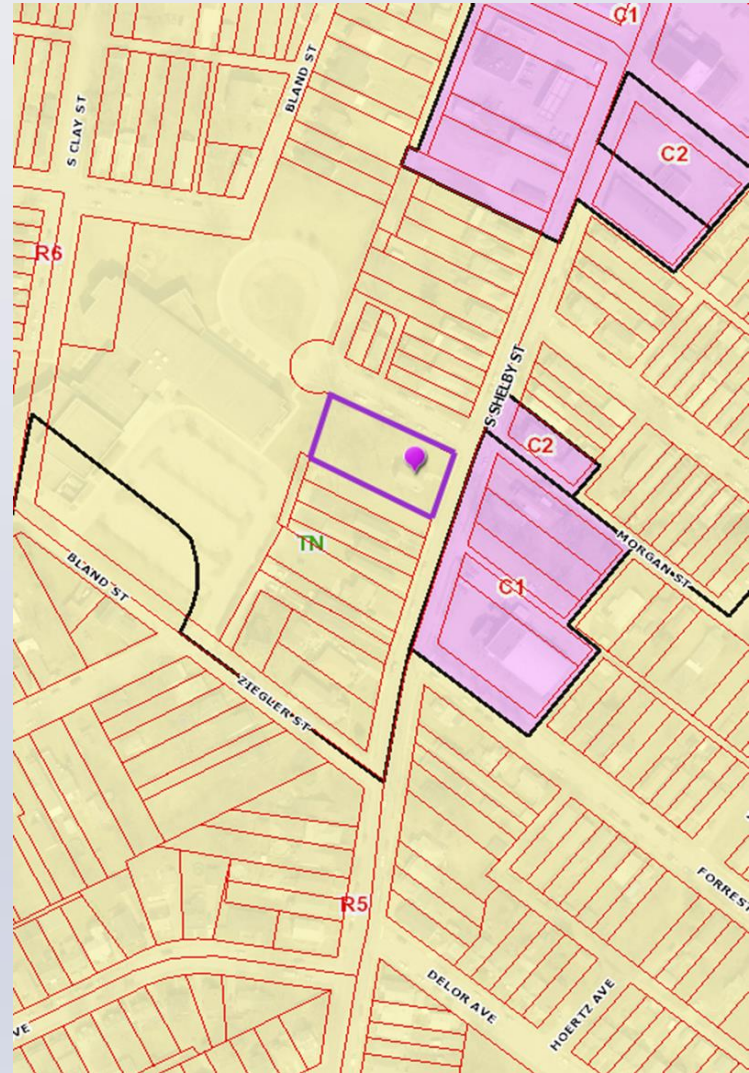 C1
BLAND ST
S CLAY ST
C2
R6
S SHELBY ST
C2
TN
MORGAN ST
BLAND ST
C1
ZIEGLER ST
R5
FORREST
DELOR AVE
HOERTZ AVE
VE